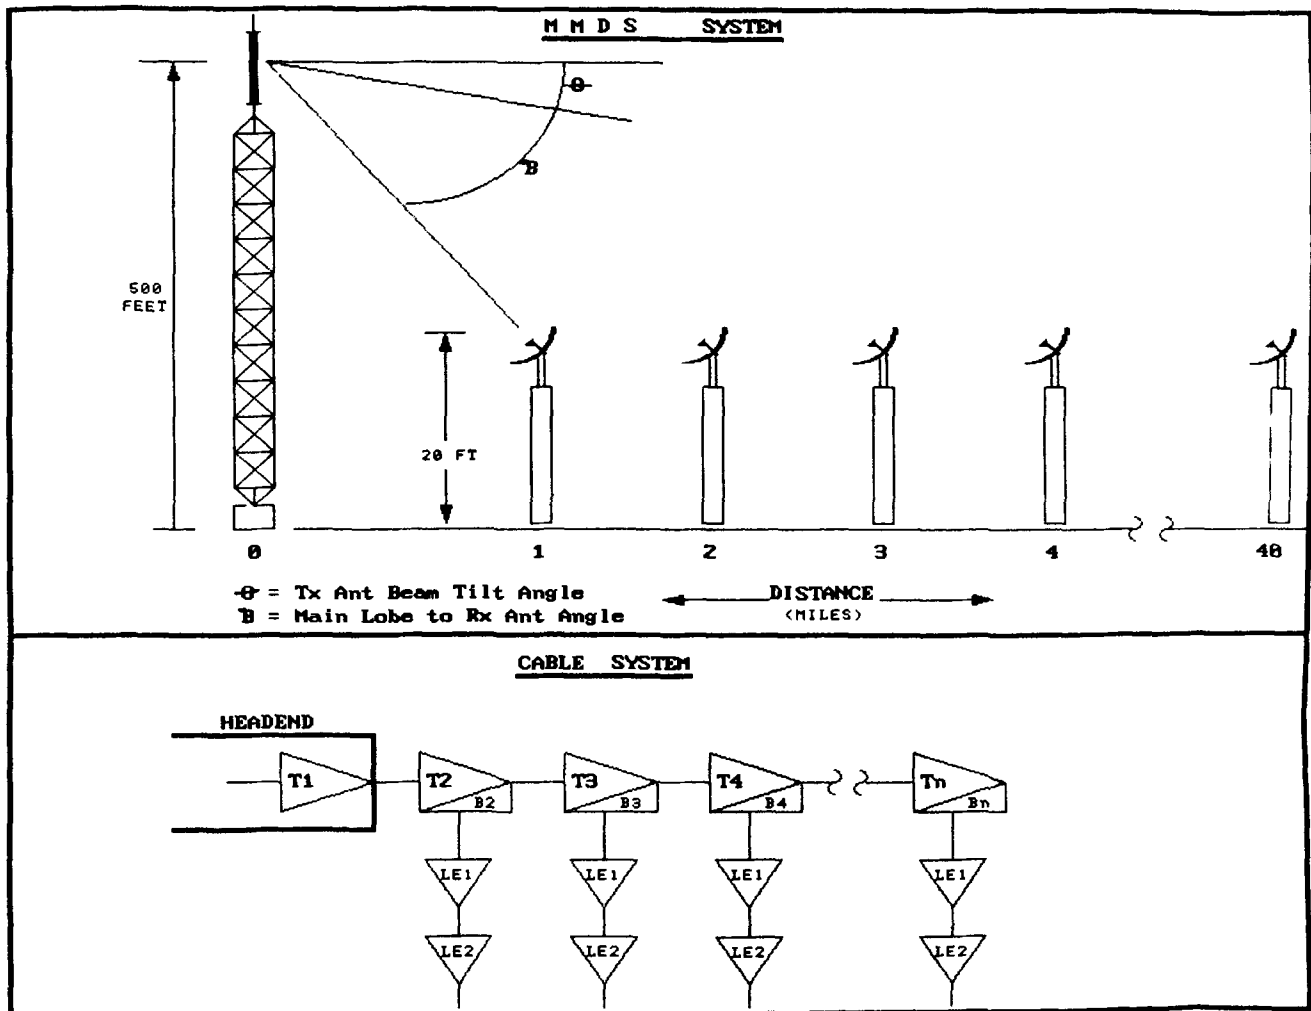 M M D S SYSTEM
Θ
B
500
FEET
20 FT
0 1 2 3 4 40
Θ = Tx Ant Beam Tilt Angle
B = Main Lobe to Rx Ant Angle
DISTANCE
(MILES)
CABLE SYSTEM
HEADEND
T1 T2 T3 T4 Tn
B2 B3 B4 Bn
LE1 LE1 LE1 LE1
LE2 LE2 LE2 LE2